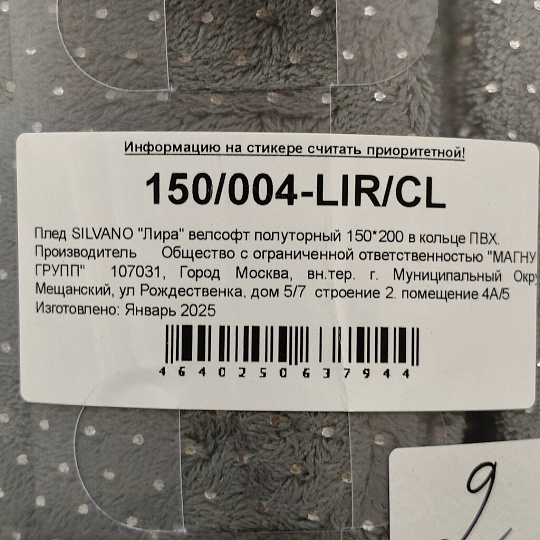 Информацию на стикере считать приоритетной!
150/004-LIR/CL
Плед SILVANO "Лира" велсофт полуторный 150*200 в кольце ПВХ.
Производитель Общество с ограниченной ответственностью "МАГНУ
ГРУПП" 107031, Город Москва, вн.тер. г. Муниципальный Окру
Мещанский, ул Рождественка, дом 5/7 строение 2, помещение 4А/5
Изготовлено: Январь 2025
4640250637944
9